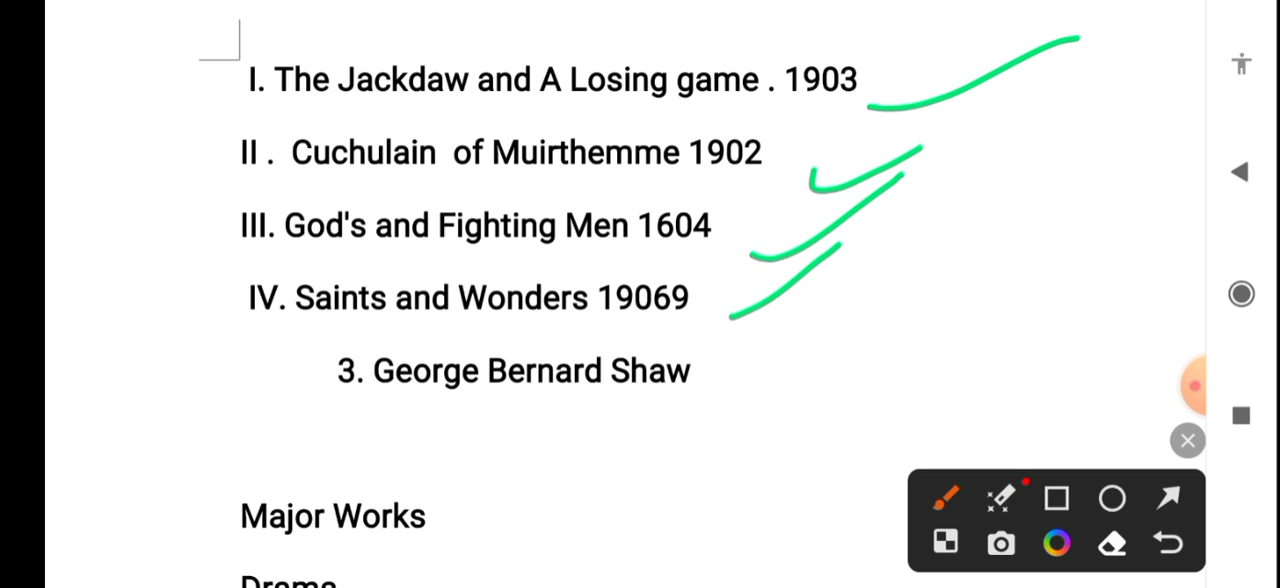 I. The Jackdaw and A Losing game . 1903
II . Cuchulain of Muirthemme 1902
III. God's and Fighting Men 1604
IV. Saints and Wonders 19069
3. George Bernard Shaw
Major Works
Drama